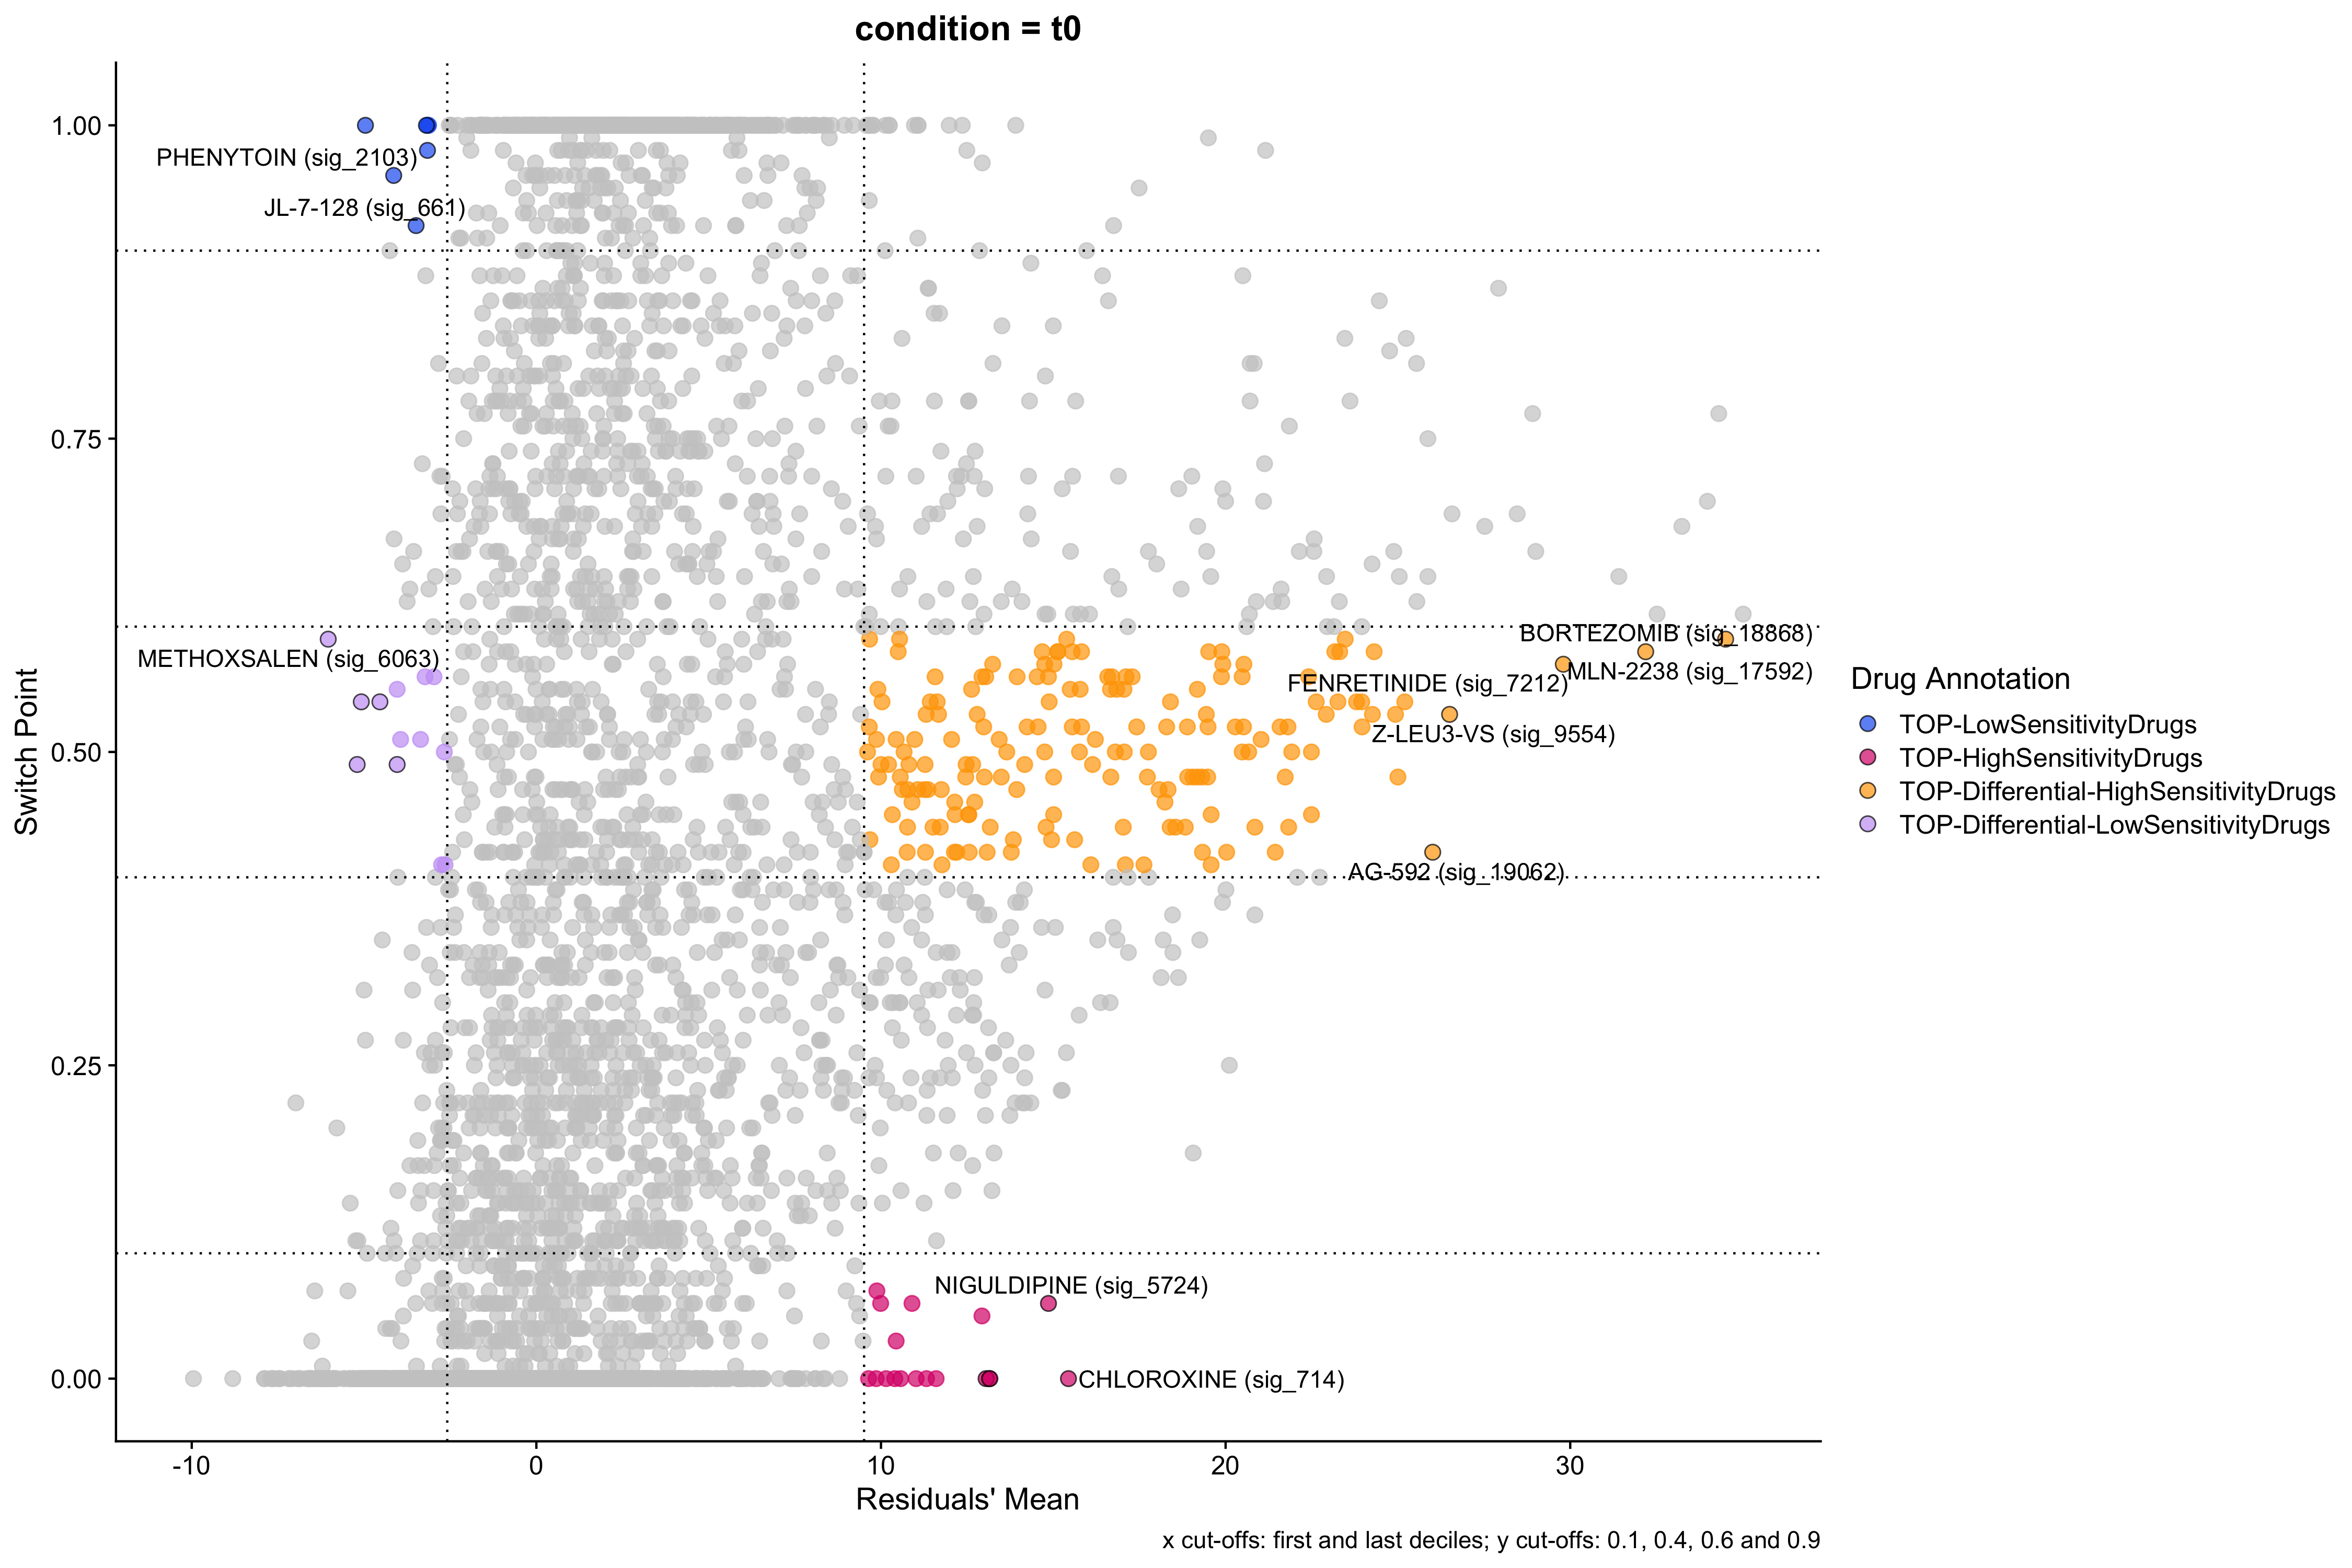 condition = t0
1.00
PHENYTOIN (sig_2103)
JL-7-128 (sig_661)
0.75
BORTEZOMIB (sig_18868)
METHOXSALEN (sig_6063)
MLN-2238 (sig_17592)
FENRETINIDE (sig_7212)
Z-LEU3-VS (sig_9554)
0.50
AG-592 (sig_19062)
0.25
NIGULDIPINE (sig_5724)
CHLOROXINE (sig_714)
0.00
Switch Point
-10
0
10
20
30
Residuals' Mean
Drug Annotation
TOP-LowSensitivityDrugs
TOP-HighSensitivityDrugs
TOP-Differential-HighSensitivityDrugs
TOP-Differential-LowSensitivityDrugs
x cut-offs: first and last deciles; y cut-offs: 0.1, 0.4, 0.6 and 0.9